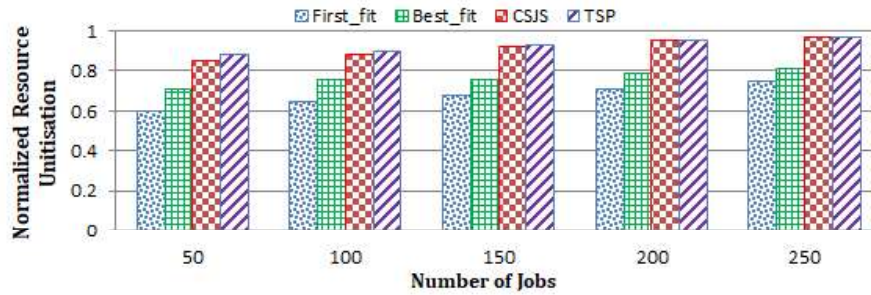 First_fit Best_fit CSJS TSP
Normalized Resource
Unitisation
1
0.8
0.6
0.4
0.2
0
50 100 150 200 250
Number of Jobs